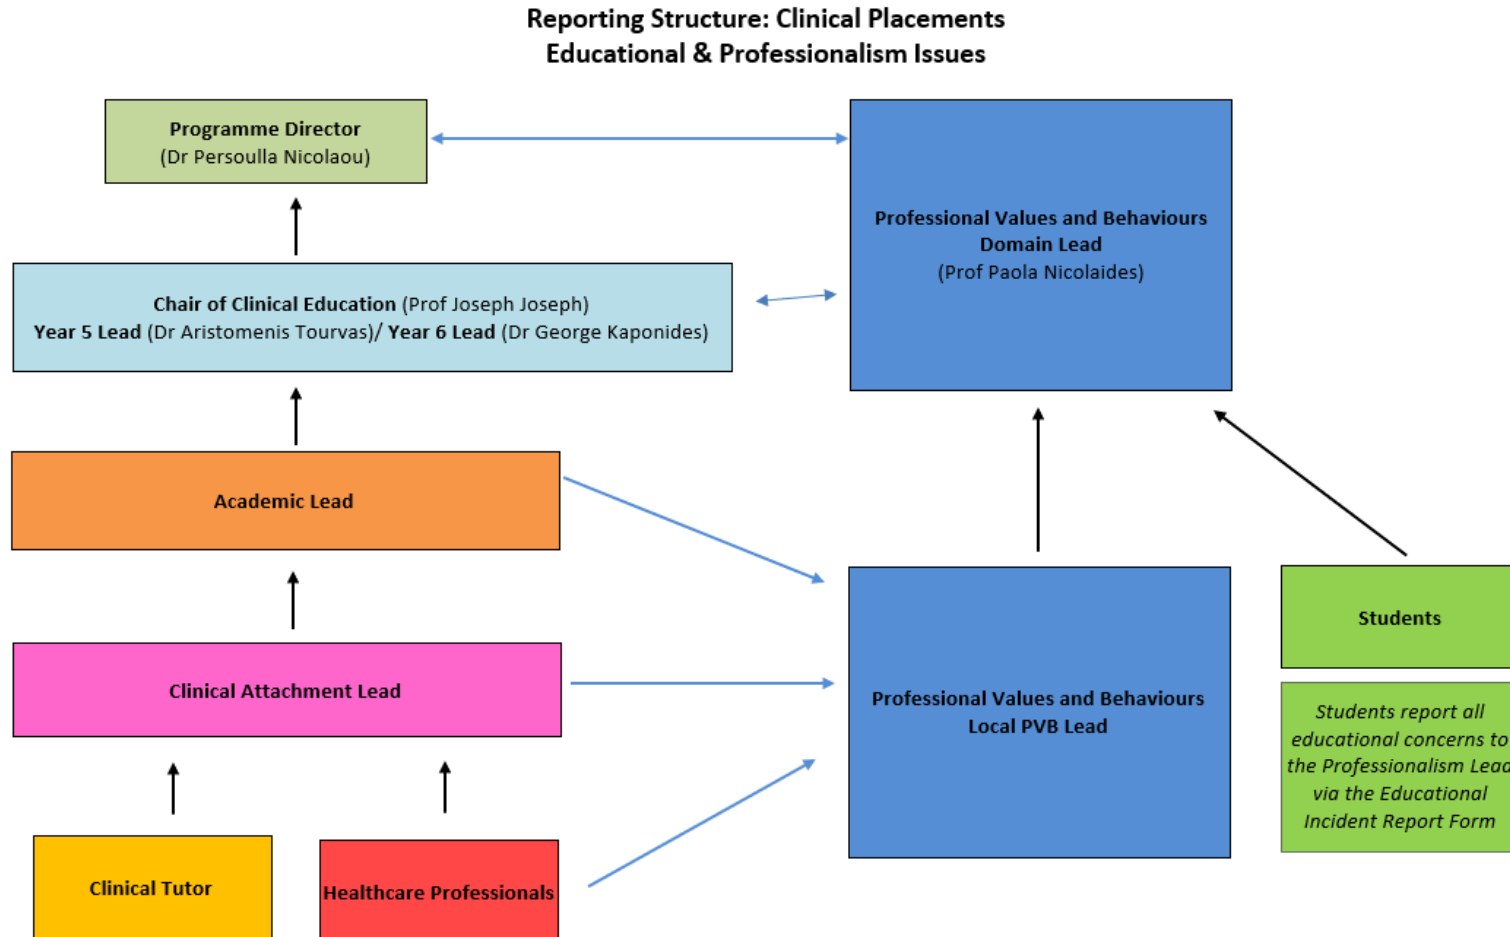 Reporting Structure: Clinical Placements
Educational & Professionalism Issues
Programme Director
(Dr Persoulla Nicolaou)
Professional Values and Behaviours
Domain Lead
(Prof Paola Nicolaides)
Chair of Clinical Education (Prof Joseph Joseph)
Year 5 Lead (Dr Aristomenis Tourvas)/ Year 6 Lead (Dr George Kaponides)
Academic Lead
Clinical Attachment Lead
Professional Values and Behaviours
Local PVB Lead
Students
Students report all
educational concerns to
the Professionalism Lead
via the Educational
Incident Report Form
Clinical Tutor
Healthcare Professionals